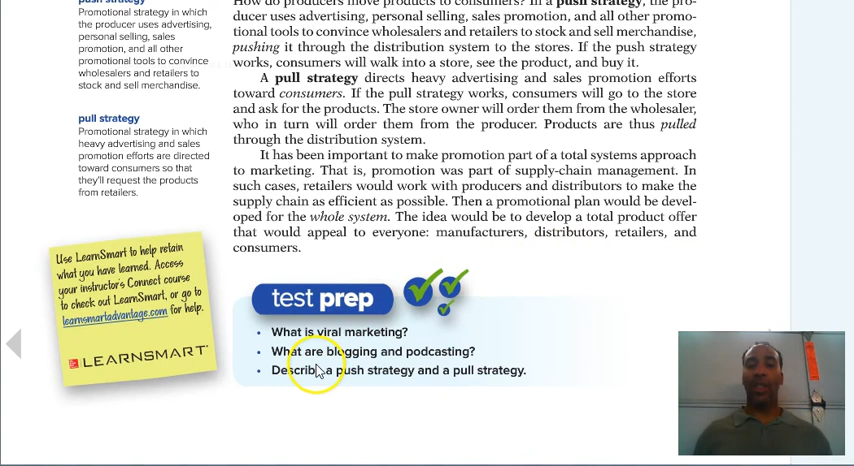 push strategy
Promotional strategy in which
the producer uses advertising,
personal selling, sales
promotion, and all other
promotional tools to convince
wholesalers and retailers to
stock and sell merchandise.
pull strategy
Promotional strategy in which
heavy advertising and sales
promotion efforts are directed
toward consumers so that
they'll request the products
from retailers.
How do producers move products to consumers? In a push strategy, the pro-
ducer uses advertising, personal selling, sales promotion, and all other promo-
tional tools to convince wholesalers and retailers to stock and sell merchandise,
pushing it through the distribution system to the stores. If the push strategy
works, consumers will walk into a store, see the product, and buy it.
A pull strategy directs heavy advertising and sales promotion efforts
toward consumers. If the pull strategy works, consumers will go to the store
and ask for the products. The store owner will order them from the wholesaler,
who in turn will order them from the producer. Products are thus pulled
through the distribution system.
It has been important to make promotion part of a total systems approach
to marketing. That is, promotion was part of supply-chain management. In
such cases, retailers would work with producers and distributors to make the
supply chain as efficient as possible. Then a promotional plan would be devel-
oped for the whole system. The idea would be to develop a total product offer
that would appeal to everyone: manufacturers, distributors, retailers, and
consumers.
Use LearnSmart to help retain
what you have learned. Access
your instructor's Connect course
to check out LearnSmart, or go to
learnsmartadvantage.com for help.
LEARNSMART
test prep
• What is viral marketing?
• What are blogging and podcasting?
• Describe a push strategy and a pull strategy.